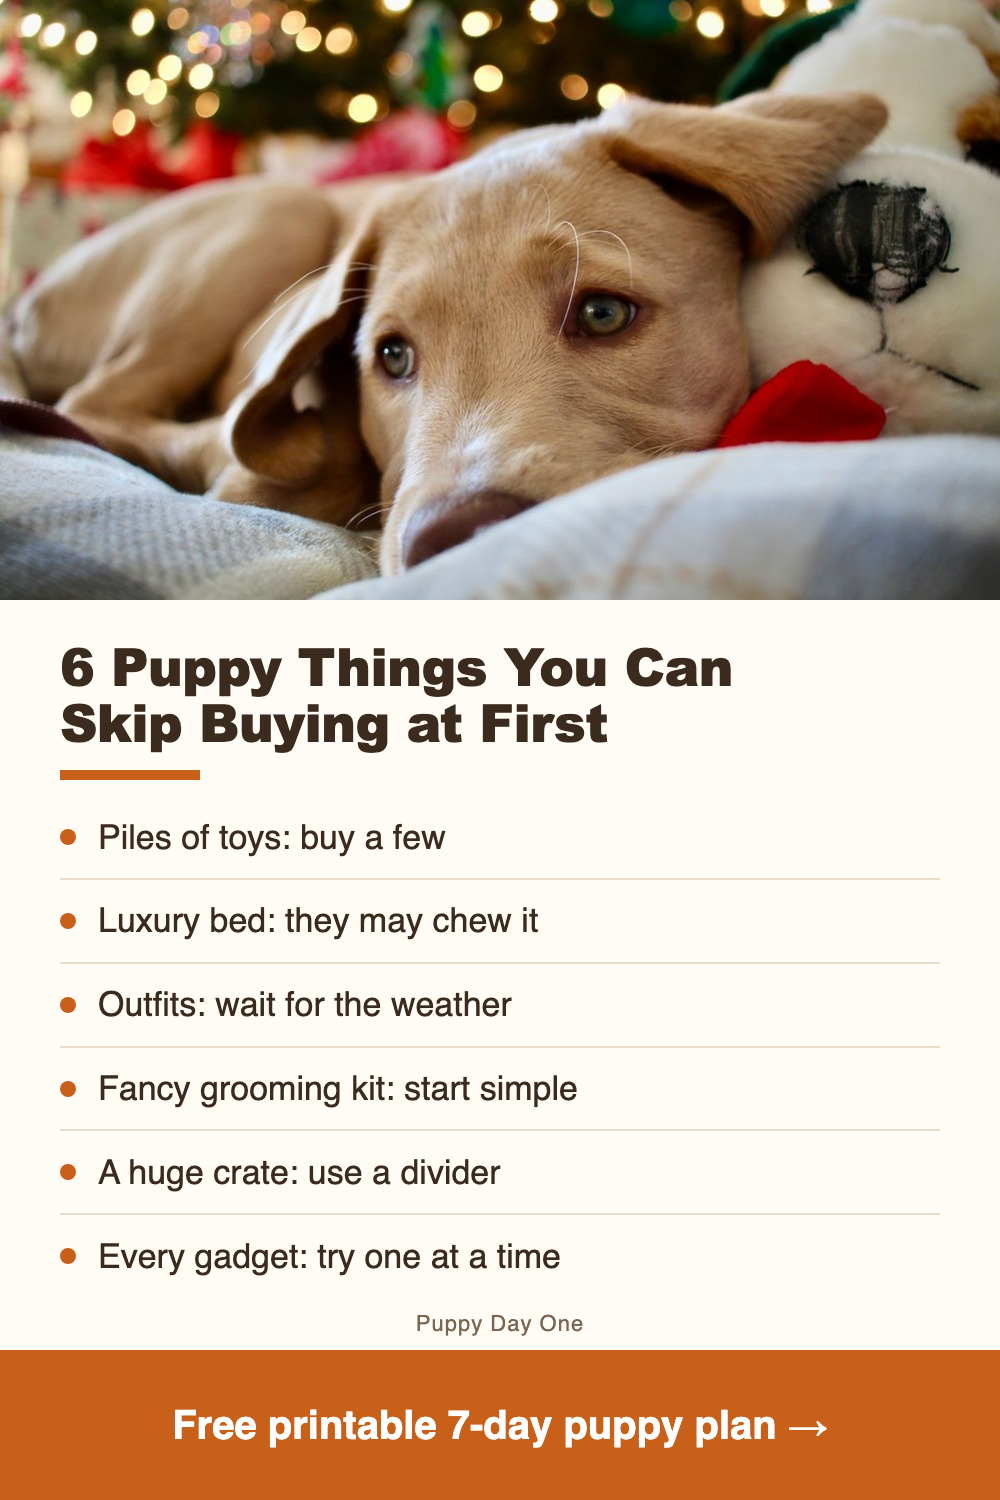 6 Puppy Things You Can
Skip Buying at First
Piles of toys: buy a few
Luxury bed: they may chew it
Outfits: wait for the weather
Fancy grooming kit: start simple
A huge crate: use a divider
Every gadget: try one at a time
Puppy Day One
Free printable 7-day puppy plan →